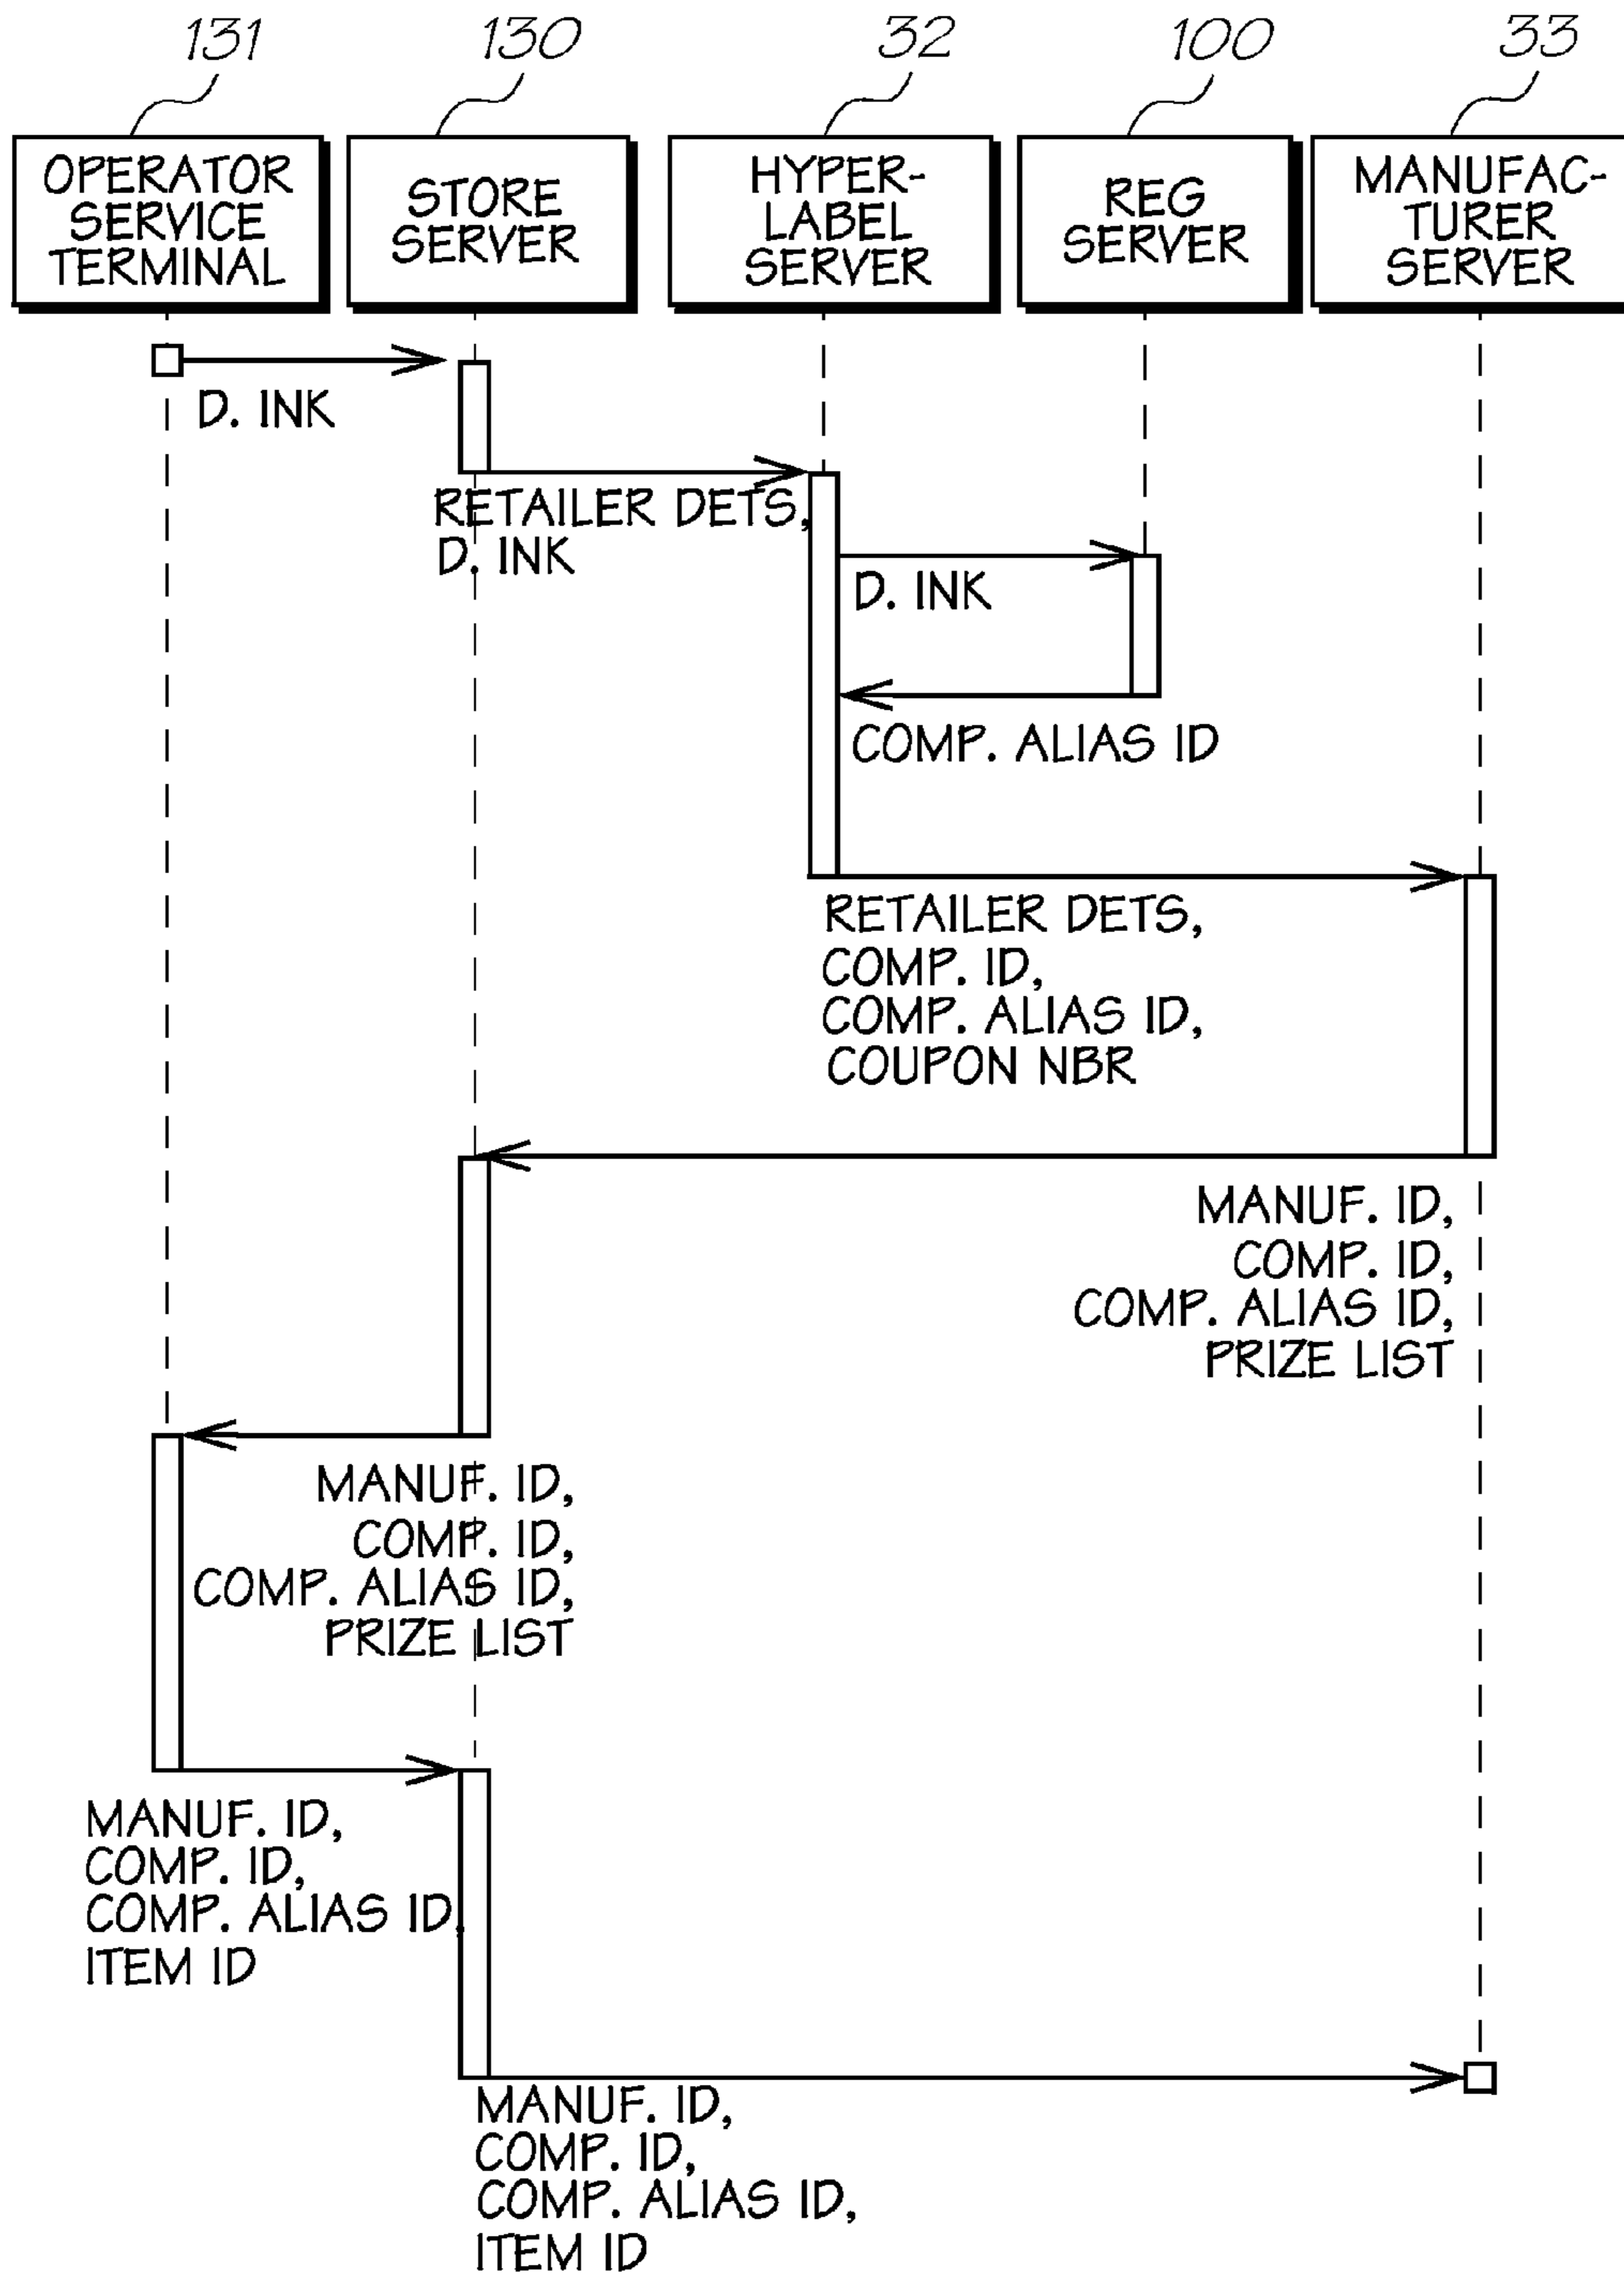 131
130
32
100
33
OPERATOR
SERVICE
TERMINAL
STORE
SERVER
HYPER-
LABEL
SERVER
REG
SERVER
MANUFAC-
TURER
SERVER
D. INK
RETAILER DETS,
D. INK
D. INK
COMP. ALIAS ID
RETAILER DETS,
COMP. ID,
COMP. ALIAS ID,
COUPON NBR
MANUF. ID,
COMP. ID,
COMP. ALIAS ID,
PRIZE LIST
MANUF. ID,
COMP. ID,
COMP. ALIAS ID,
PRIZE LIST
MANUF. ID,
COMP. ID,
COMP. ALIAS ID,
ITEM ID
MANUF. ID,
COMP. ID,
COMP. ALIAS ID,
ITEM ID